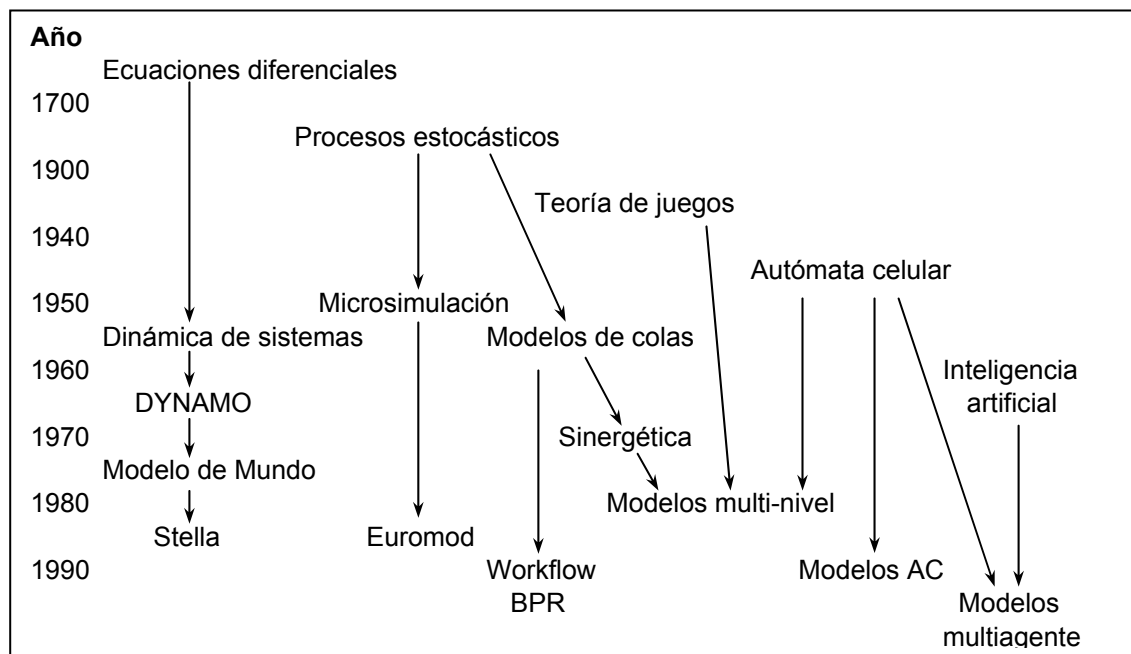 Año
Ecuaciones diferenciales
1700
Procesos estocásticos
1900
Teoría de juegos
1940
Autómata celular
1950
Microsimulación
Dinámica de sistemas
Modelos de colas
1960
Inteligencia
artificial
DYNAMO
1970
Sinergética
Modelo de Mundo
1980
Modelos multi-nivel
Stella
Euromod
1990
Workflow
BPR
Modelos AC
Modelos
multiagente